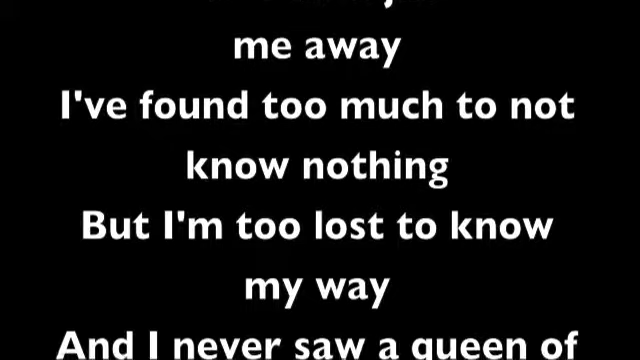 me away
I've found too much to not
know nothing
But I'm too lost to know
my way
And I never saw a queen of